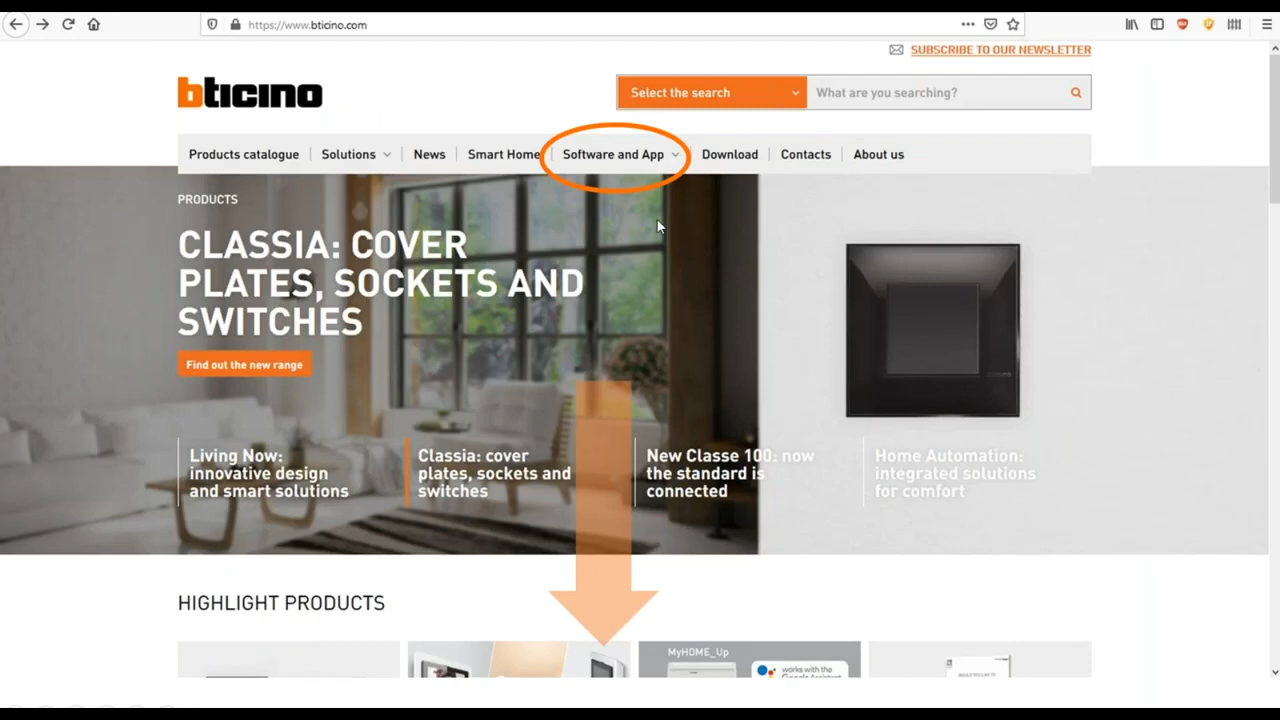 https://www.bticino.com
SUBSCRIBE TO OUR NEWSLETTER
bticino
Select the search
What are you searching?
Products catalogue
Solutions
News
Smart Home
Software and App
Download
Contacts
About us
PRODUCTS
CLASSIA: COVER
PLATES, SOCKETS AND
SWITCHES
Find out the new range
Living Now:
innovative design
and smart solutions
Classia: cover
plates, sockets and
switches
New Classe 100: now
the standard is
connected
Home Automation:
integrated solutions
for comfort
HIGHLIGHT PRODUCTS
MyHOME_Up
works with the
Google Assistant